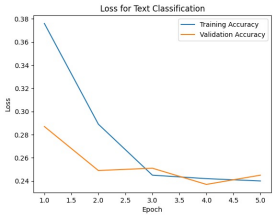 Loss for Text Classification
Training Accuracy
Validation Accuracy
0.38
0.36
0.34
0.32
0.30
0.28
0.26
0.24
Loss
1.0 1.5 2.0 2.5 3.0 3.5 4.0 4.5 5.0
Epoch